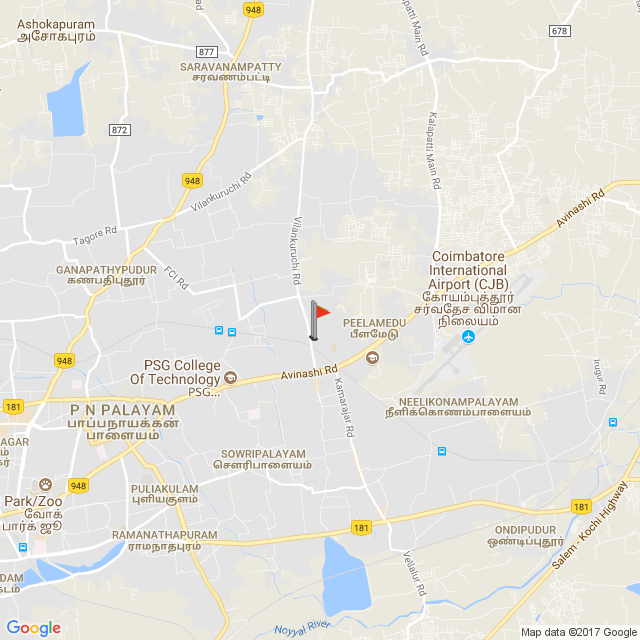 Ashokapuram
அசோகபுரம்
948
877
678
SARAVANAMPATTY
சரவணம்பட்டி
Kalapatti Main Rd
872
Kalapatti Main Rd
948
Vilankuruchi Rd
Avinashi Rd
Tagore Rd
Vilankuruchi Rd
Coimbatore
International
Airport (CJB)
கோயம்புத்தூர்
சர்வதேச விமான
நிலையம்
GANAPATHYPUDUR
கணபதிபுதூர்
FCI Rd
PEELAMEDU
பீளமேடு
948
PSG College
Of Technology
PSG...
Avinashi Rd
Irugur Rd
Kamarajar Rd
NEELIKONAMPALAYAM
நீளிக்கொணம்பாளையம்
181
P N PALAYAM
பாப்பநாயக்கன்
பாளையம்
NAGAR
SOWRIPALAYAM
சௌரிபாளையம்
948
PULIAKULAM
புளியகுளம்
Park/Zoo
வோக்
பார்க் ஜூ
181
181
RAMANATHAPURAM
ராமநாதபுரம்
ONDIPUDUR
ஒண்டிப்புதூர்
Salem - Kochi Highway
Vellalur Rd
Noyyal River
Google
Map data ©2017 Google